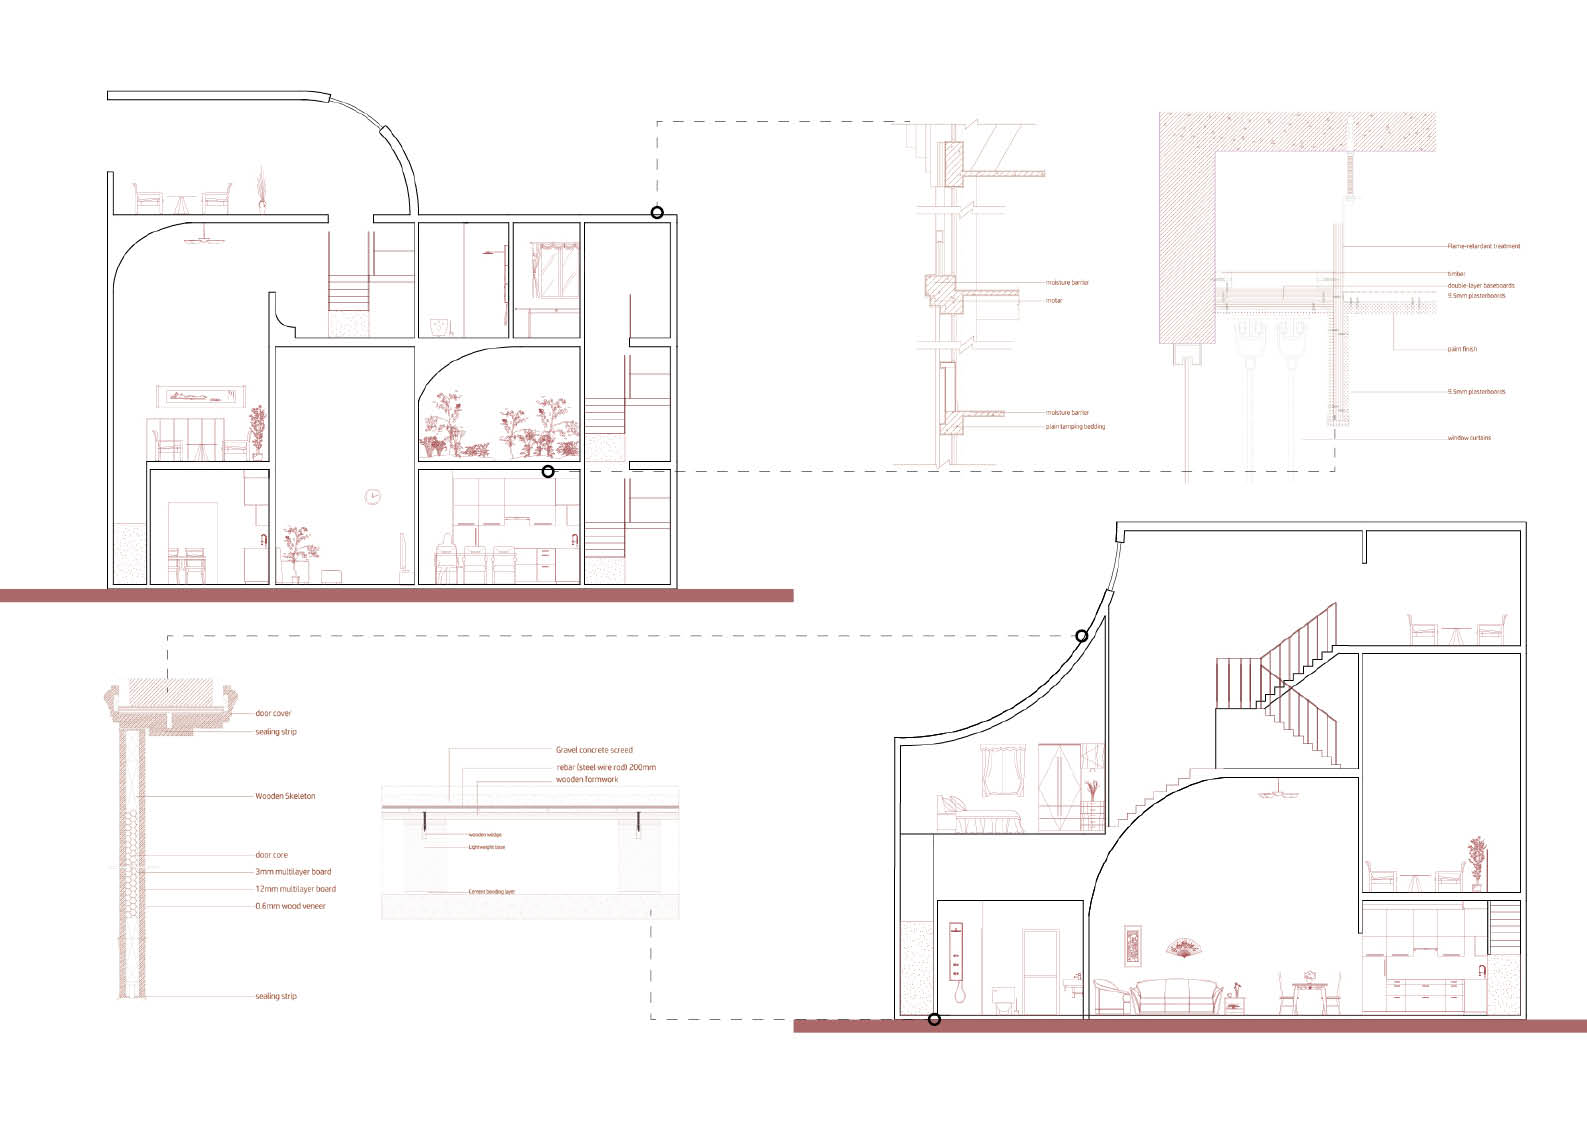 moisture barrier
motar
moisture barrier
plain tamping bedding
Flame-retardant treatment
timber
double-layer baseboards
9.5mm plasterboards
paint finish
9.5mm plasterboards
window curtains
door cover
sealing strip
Wooden Skeleton
door core
3mm multilayer board
12mm multilayer board
0.6mm wood veneer
sealing strip
Gravel concrete screed
rebar (steel wire rod) 200mm
wooden formwork
wooden wedge
Lightweight base
Cement bonding layer